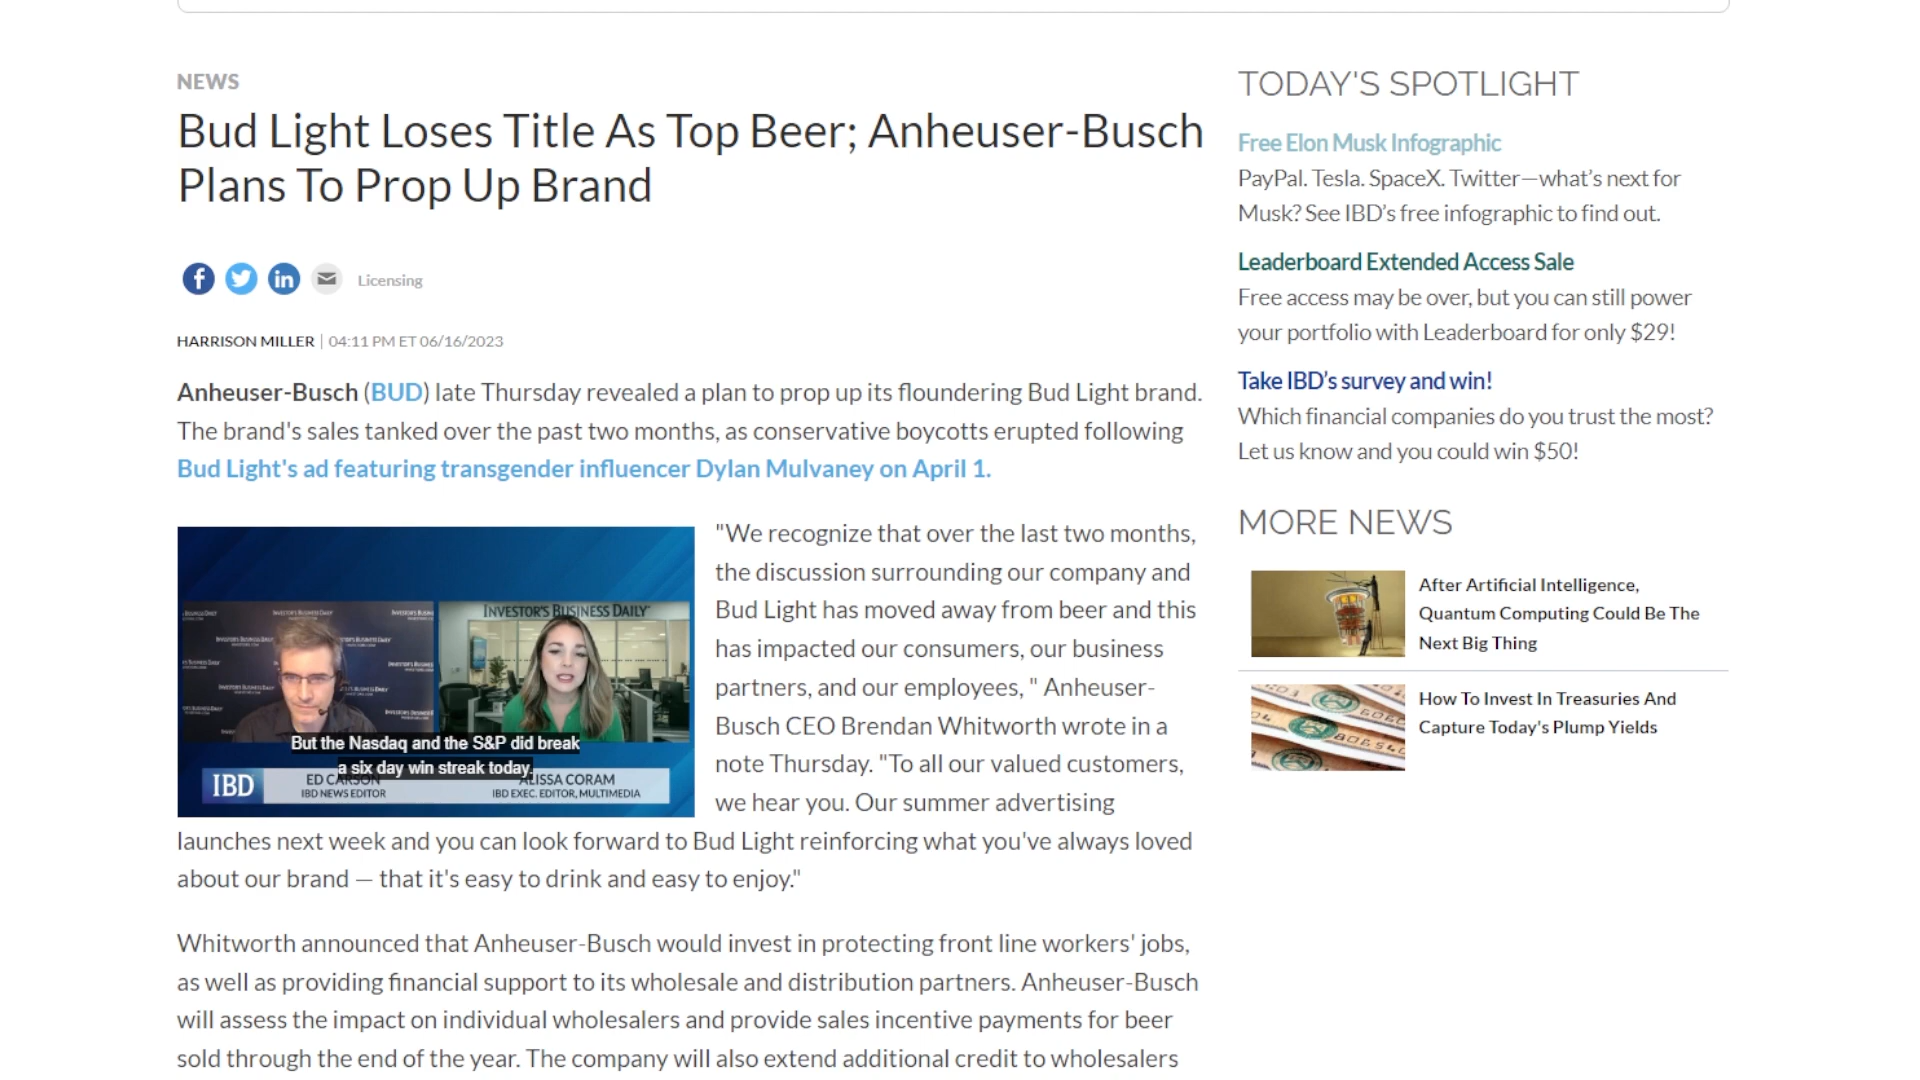 NEWS
Bud Light Loses Title As Top Beer; Anheuser-Busch
Plans To Prop Up Brand
Licensing
HARRISON MILLER | 04:11 PM ET 06/16/2023
Anheuser-Busch (BUD) late Thursday revealed a plan to prop up its floundering Bud Light brand.
The brand's sales tanked over the past two months, as conservative boycotts erupted following
Bud Light's ad featuring transgender influencer Dylan Mulvaney on April 1.
INVESTOR'S BUSINESS DAILY
But the Nasdaq and the S&P did break
a six day win streak today.
IBD
ED CARSON
IBD NEWS EDITOR
ALISSA CORAM
IBD EXEC. EDITOR, MULTIMEDIA
"We recognize that over the last two months,
the discussion surrounding our company and
Bud Light has moved away from beer and this
has impacted our consumers, our business
partners, and our employees, " Anheuser-
Busch CEO Brendan Whitworth wrote in a
note Thursday. "To all our valued customers,
we hear you. Our summer advertising
launches next week and you can look forward to Bud Light reinforcing what you've always loved
about our brand — that it's easy to drink and easy to enjoy."
Whitworth announced that Anheuser-Busch would invest in protecting front line workers' jobs,
as well as providing financial support to its wholesale and distribution partners. Anheuser-Busch
will assess the impact on individual wholesalers and provide sales incentive payments for beer
sold through the end of the year. The company will also extend additional credit to wholesalers
TODAY'S SPOTLIGHT
Free Elon Musk Infographic
PayPal. Tesla. SpaceX. Twitter—what's next for
Musk? See IBD's free infographic to find out.
Leaderboard Extended Access Sale
Free access may be over, but you can still power
your portfolio with Leaderboard for only $29!
Take IBD's survey and win!
Which financial companies do you trust the most?
Let us know and you could win $50!
MORE NEWS
After Artificial Intelligence,
Quantum Computing Could Be The
Next Big Thing
How To Invest In Treasuries And
Capture Today's Plump Yields